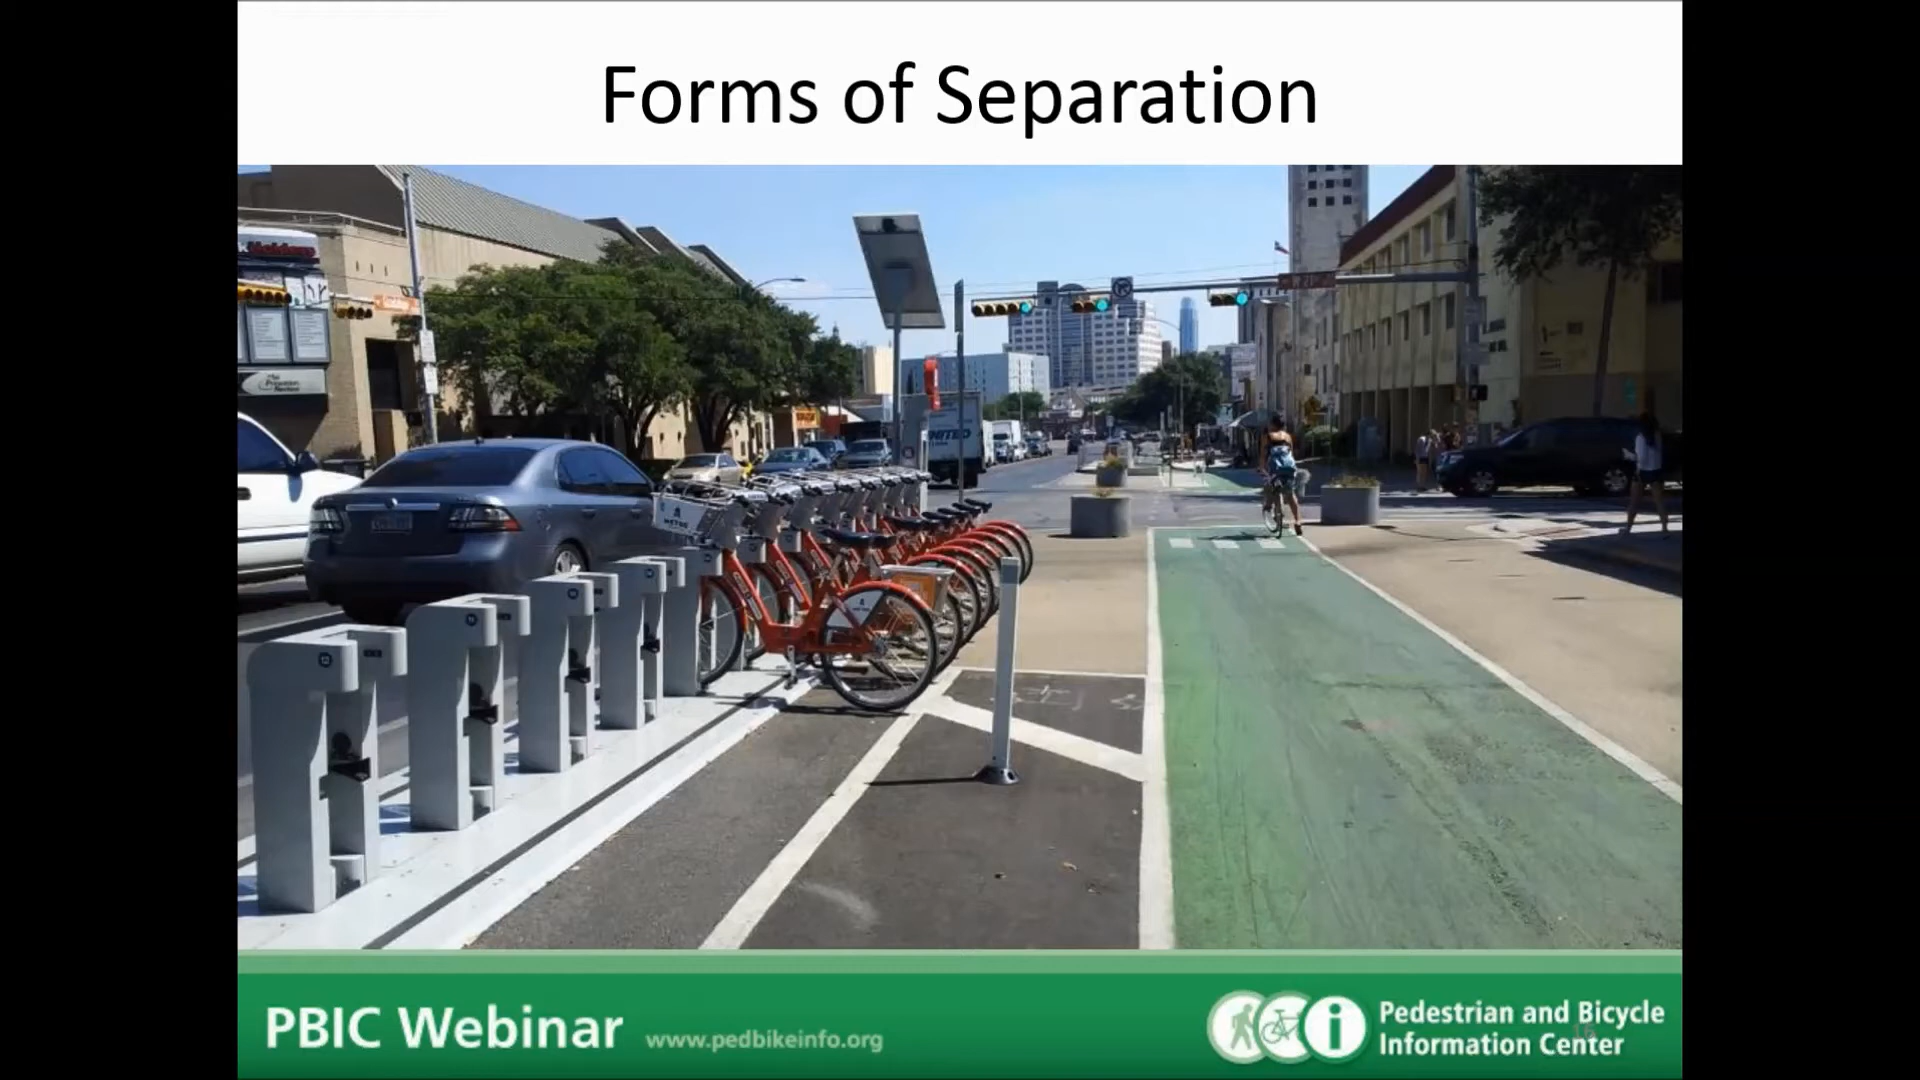 Forms of Separation
PBIC Webinar
www.pedbikeinfo.org
Pedestrian and Bicycle
Information Center